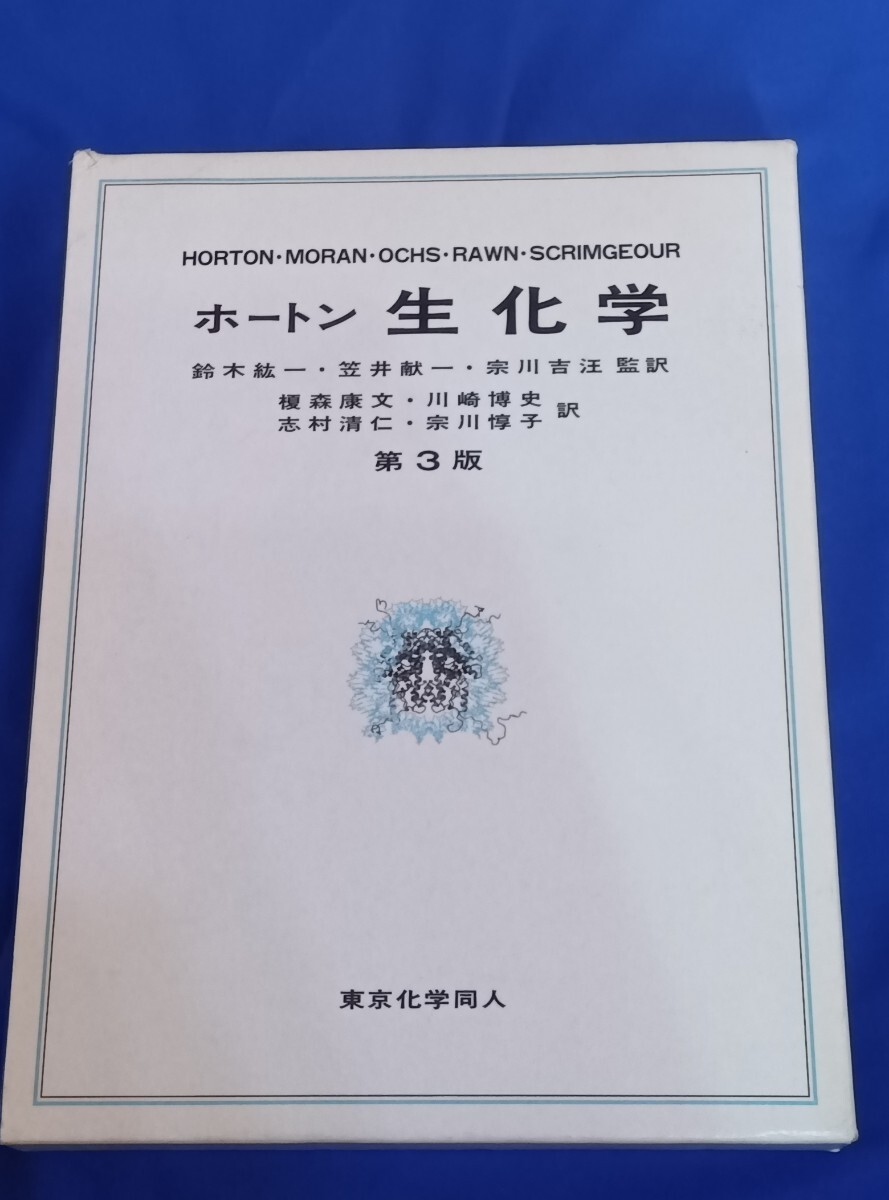 HORTON・MORAN・OCHS・RAWN・SCRIMGEOUR
ホートン 生化学
鈴木紘一・笠井献一・宗川吉汪 監訳
榎森康文・川崎博史
志村清仁・宗川惇子 訳
第3版
東京化学同人